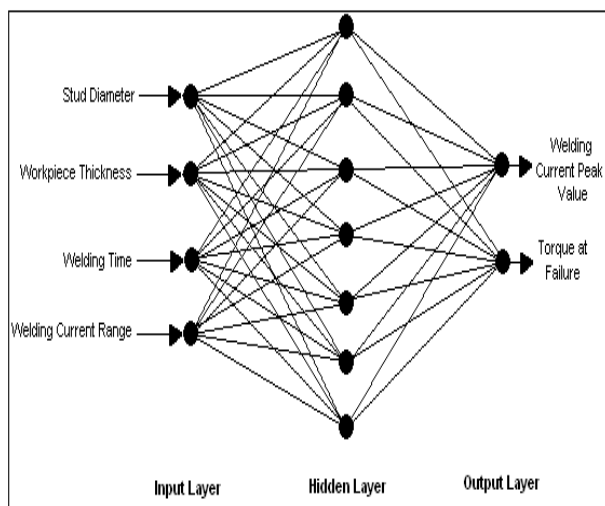 Stud Diameter
Workpiece Thickness
Welding Time
Welding Current Range
Welding
Current Peak
Value
Torque at
Failure
Input Layer
Hidden Layer
Output Layer